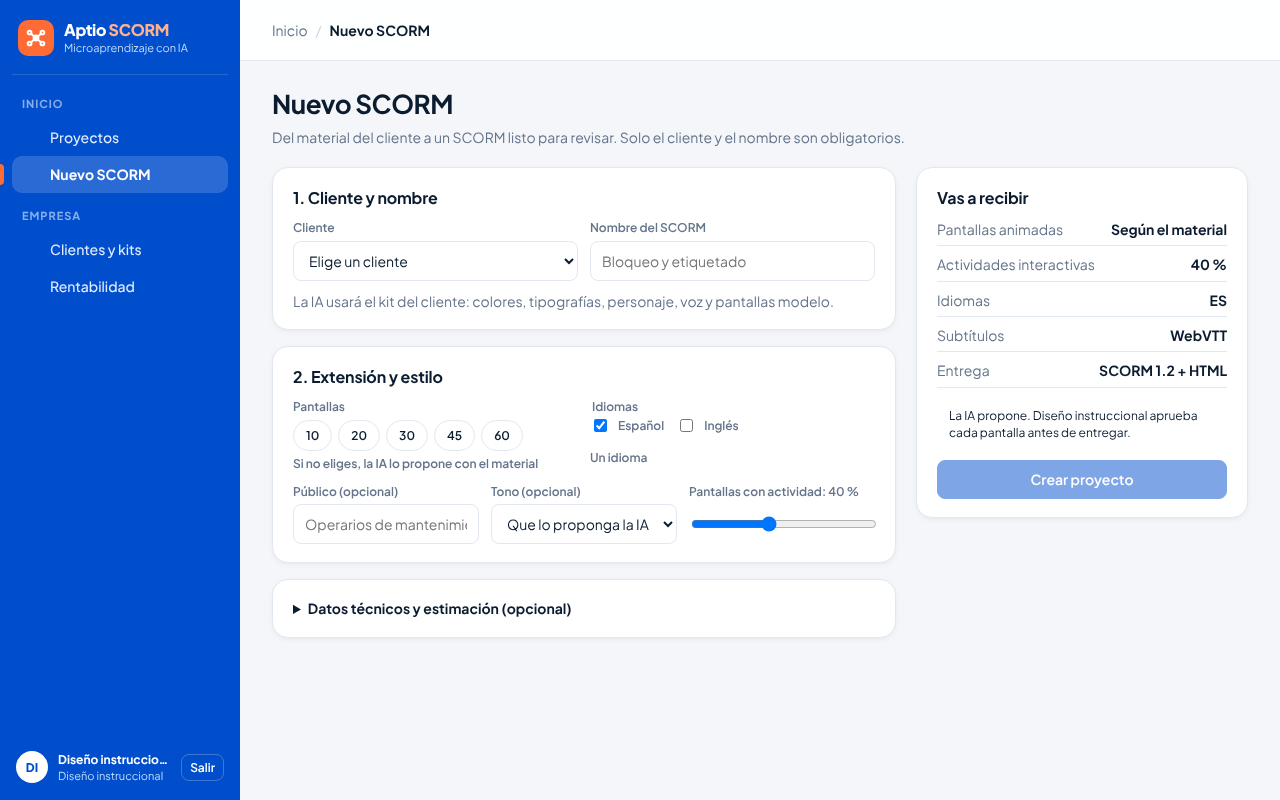 Aptio SCORM
Microaprendizaje con IA
INICIO
Proyectos
Nuevo SCORM
EMPRESA
Clientes y kits
Rentabilidad
DI
Diseño instruccio...
Diseño instruccional
Salir
Inicio / Nuevo SCORM
Nuevo SCORM
Del material del cliente a un SCORM listo para revisar. Solo el cliente y el nombre son obligatorios.
1. Cliente y nombre
Cliente
Elige un cliente
Nombre del SCORM
Bloqueo y etiquetado
La IA usará el kit del cliente: colores, tipografías, personaje, voz y pantallas modelo.
2. Extensión y estilo
Pantallas
10 20 30 45 60
Si no eliges, la IA lo propone con el material
Idiomas
Español Inglés
Un idioma
Público (opcional)
Operarios de mantenimie
Tono (opcional)
Que lo proponga la IA
Pantallas con actividad: 40 %
Datos técnicos y estimación (opcional)
Vas a recibir
Pantallas animadas Según el material
Actividades interactivas 40 %
Idiomas ES
Subtítulos WebVTT
Entrega SCORM 1.2 + HTML
La IA propone. Diseño instruccional aprueba
cada pantalla antes de entregar.
Crear proyecto